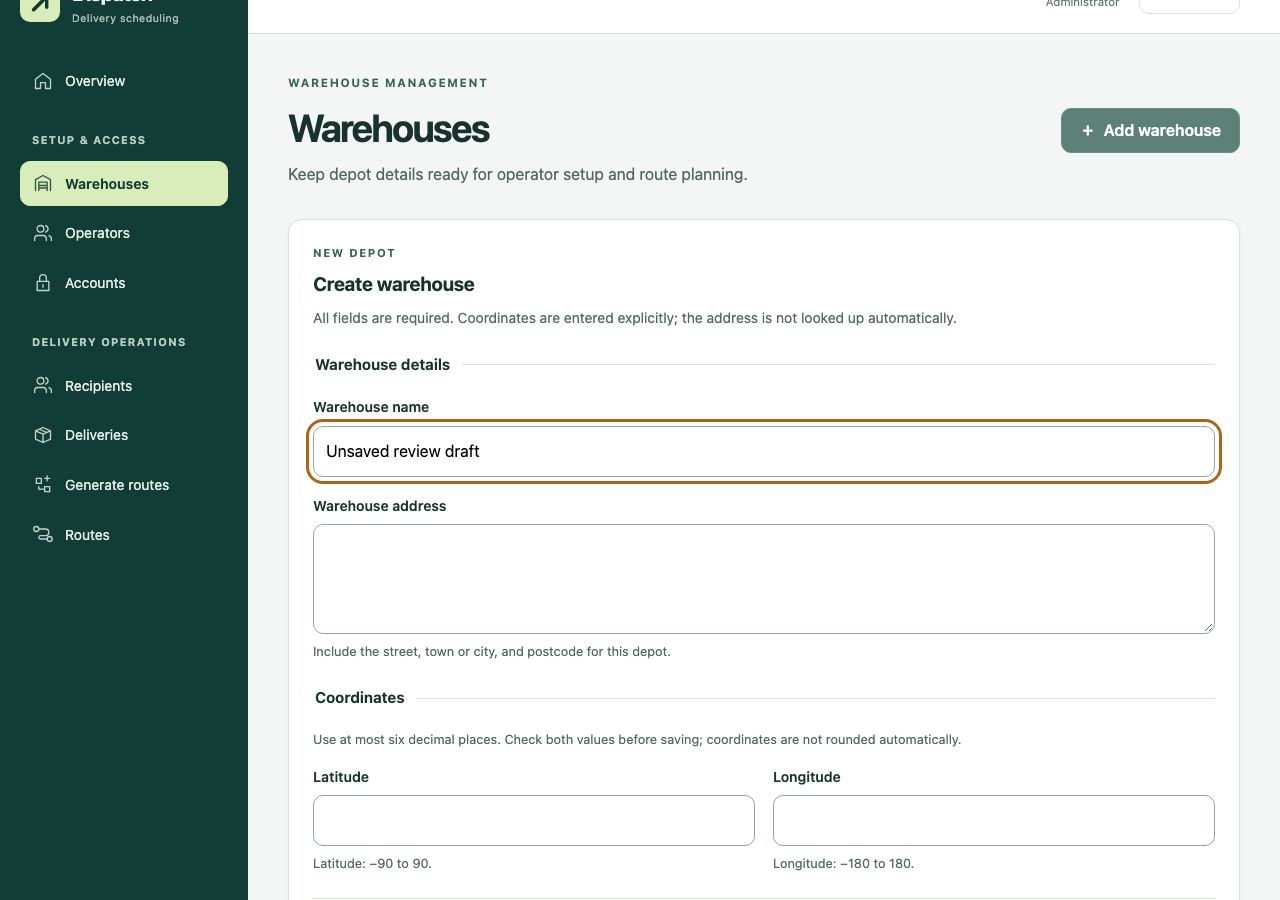 Dispatch
Delivery scheduling
Administrator
Overview
SETUP & ACCESS
Warehouses
Operators
Accounts
DELIVERY OPERATIONS
Recipients
Deliveries
Generate routes
Routes
WAREHOUSE MANAGEMENT
Warehouses
+ Add warehouse
Keep depot details ready for operator setup and route planning.
NEW DEPOT
Create warehouse
All fields are required. Coordinates are entered explicitly; the address is not looked up automatically.
Warehouse details
Warehouse name
Unsaved review draft
Warehouse address
Include the street, town or city, and postcode for this depot.
Coordinates
Use at most six decimal places. Check both values before saving; coordinates are not rounded automatically.
Latitude
Longitude
Latitude: −90 to 90.
Longitude: −180 to 180.